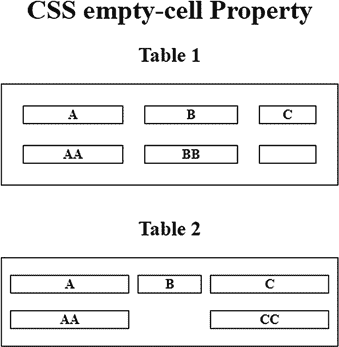 CSS empty-cell Property
Table 1
A B C
AA BB
Table 2
A B C
AA CC